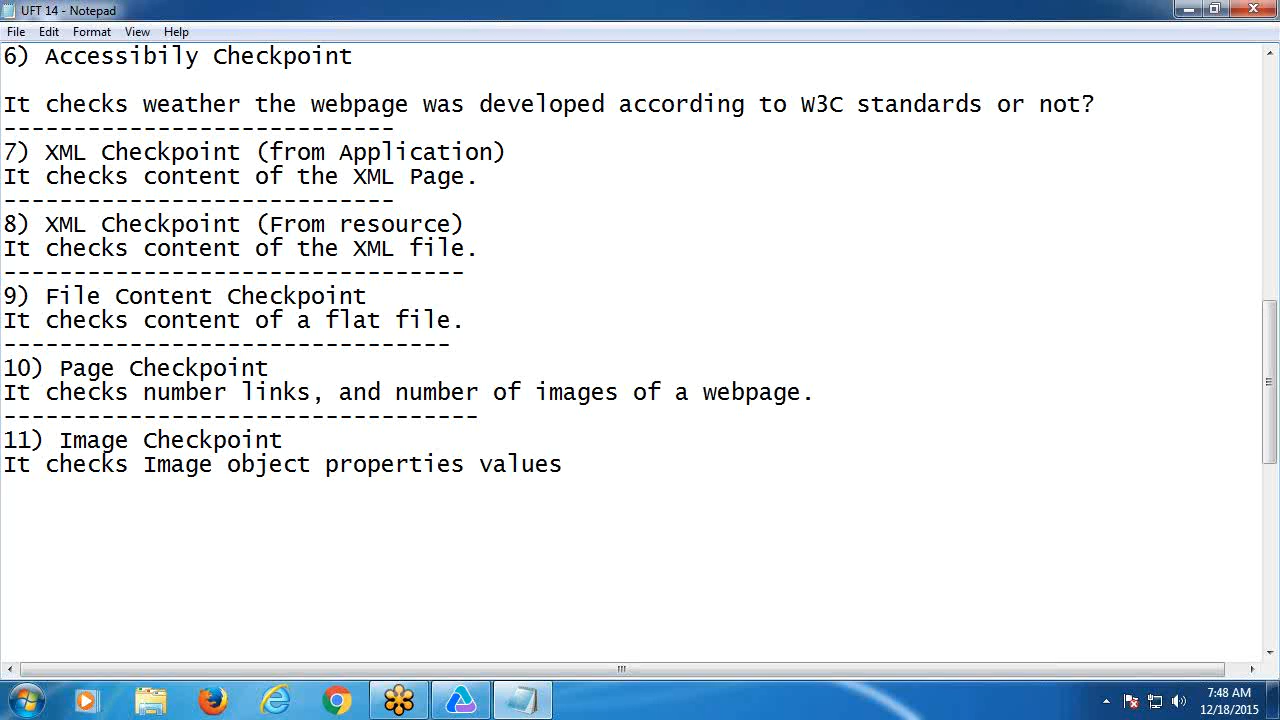 UFT 14 - Notepad
File Edit Format View Help
6) Accessibily Checkpoint
It checks weather the webpage was developed according to W3C standards or not?
----------------------------
7) XML Checkpoint (from Application)
It checks content of the XML Page.
----------------------------
8) XML Checkpoint (From resource)
It checks content of the XML file.
---------------------------------
9) File Content Checkpoint
It checks content of a flat file.
--------------------------------
10) Page Checkpoint
It checks number links, and number of images of a webpage.
----------------------------------
11) Image Checkpoint
It checks Image object properties values
7:48 AM
12/18/2015